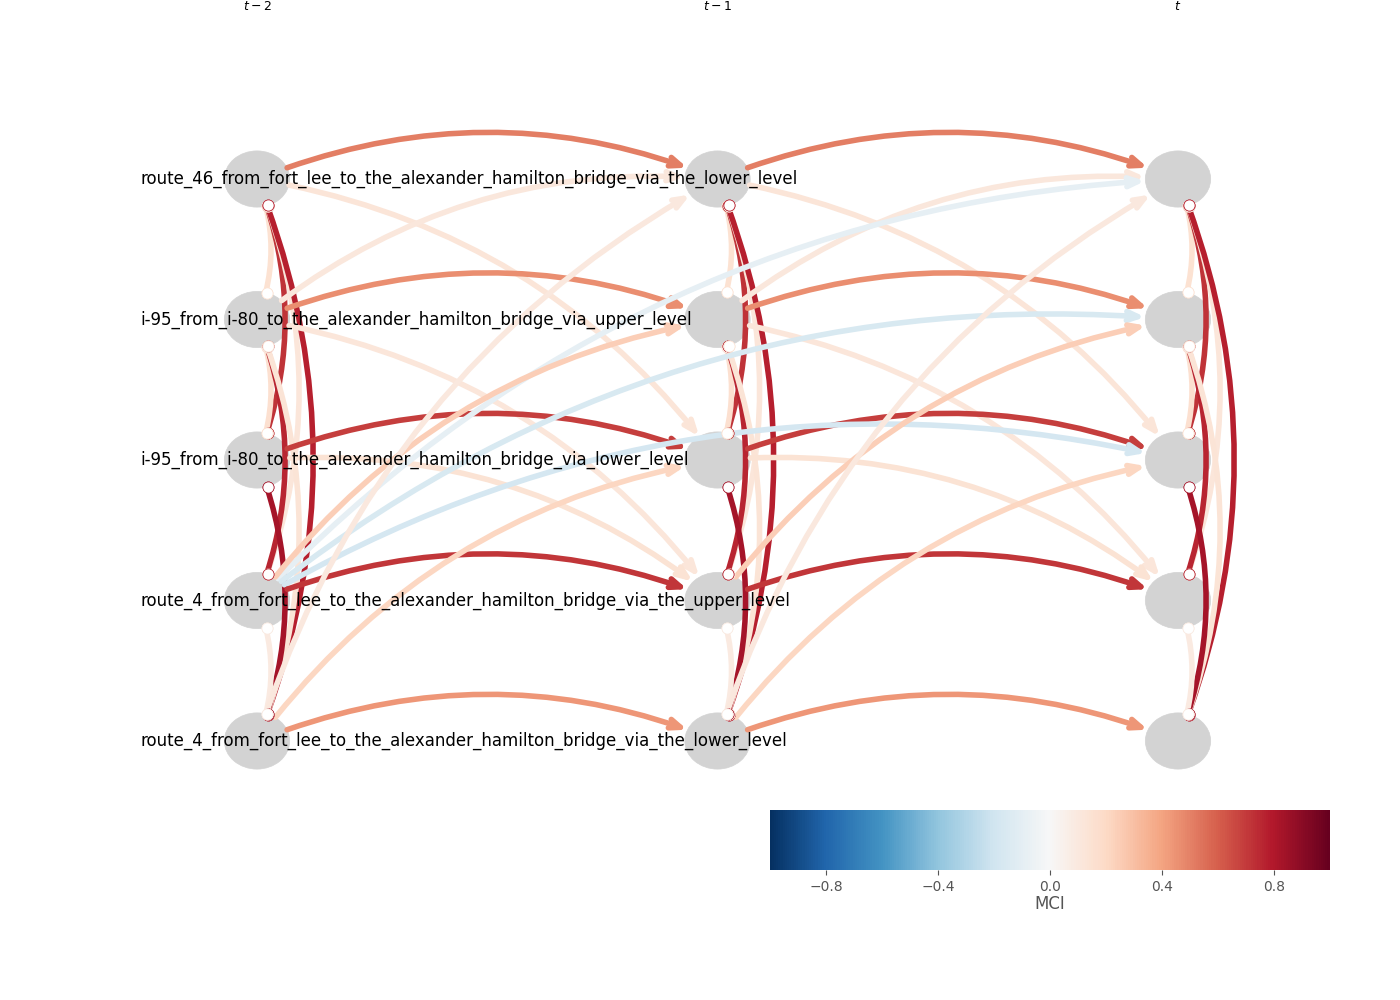 t − 2 t − 1 t
route_46_from_fort_lee_to_the_alexander_hamilton_bridge_via_the_lower_level
i-95_from_i-80_to_the_alexander_hamilton_bridge_via_upper_level
i-95_from_i-80_to_the_alexander_hamilton_bridge_via_lower_level
route_4_from_fort_lee_to_the_alexander_hamilton_bridge_via_the_upper_level
route_4_from_fort_lee_to_the_alexander_hamilton_bridge_via_the_lower_level
−0.8 −0.4 0.0 0.4 0.8
MCI